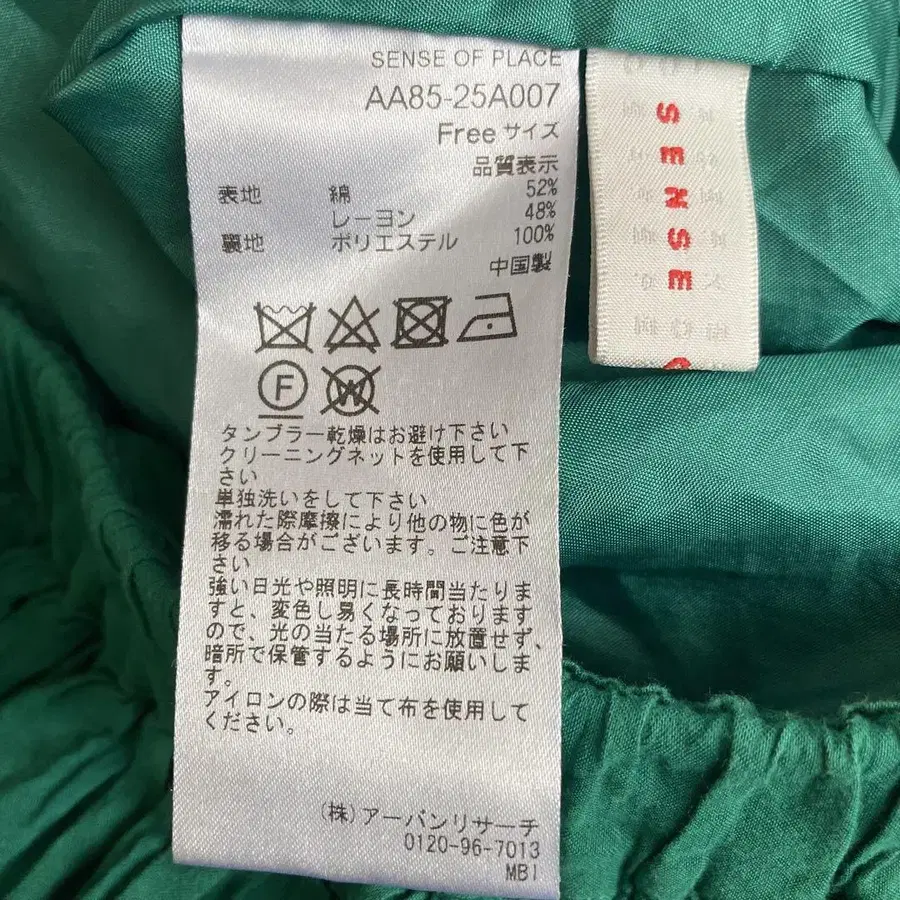 SENSE OF PLACE
AA85-25A007
Free サイズ
品質表示
表地 綿 52%
レーヨン 48%
裏地 ポリエステル 100%
中国製
F
W
タンブラー乾燥はお避け下さい
クリーニングネットを使用して下
さい
単独洗いをして下さい
濡れた際摩擦により他の物に色が
移る場合がございます。ご注意下
さい
強い日光や照明に長時間当たりま
すと、変色し易くなっております
ので、光の当たる場所に放置せず、
暗所で保管するようにお願いしま
す。
アイロンの際は当て布を使用して
ください。
(株)アーバンリサーチ
0120-96-7013
MB1
SENSE